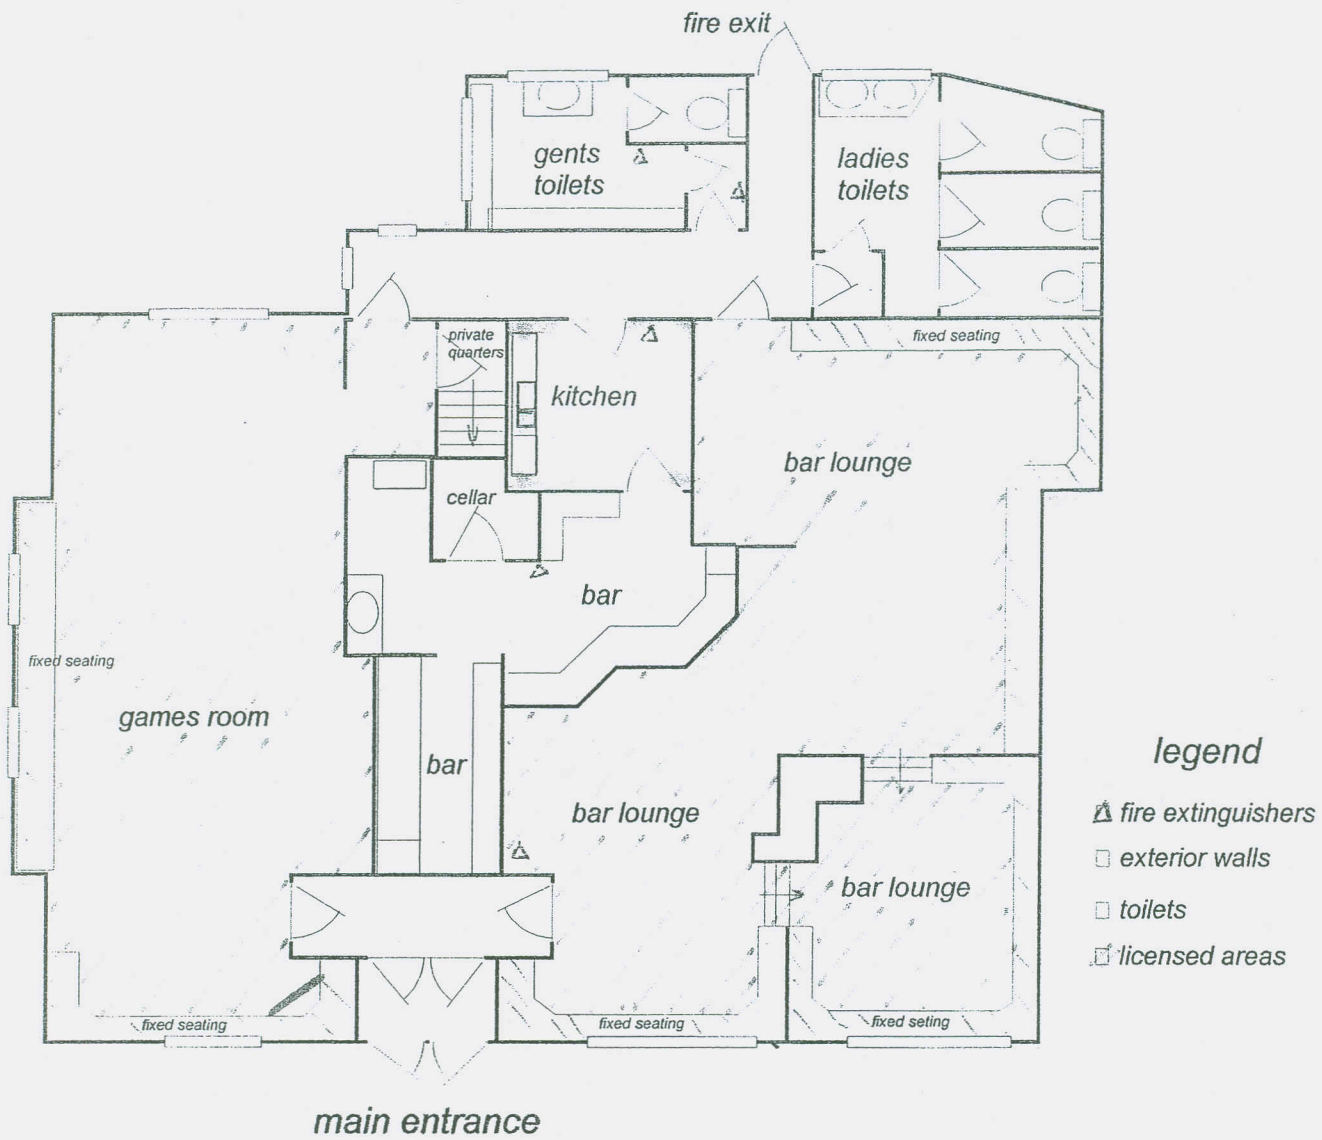 fire exit
gents
toilets
ladies
toilets
private
quarters
fixed seating
kitchen
bar lounge
cellar
bar
fixed seating
games room
bar
bar lounge
bar lounge
legend
fire extinguishers
exterior walls
toilets
licensed areas
fixed seating
fixed seating
fixed seting
main entrance